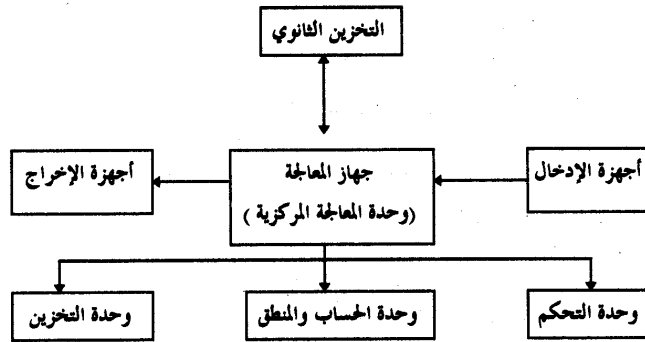 التخزين الثانوي
أجهزة الإدخال
جهاز المعالجة
(وحدة المعالجة المركزية )
أجهزة الإخراج
وحدة التحكم
وحدة الحساب والمنطق
وحدة التخزين